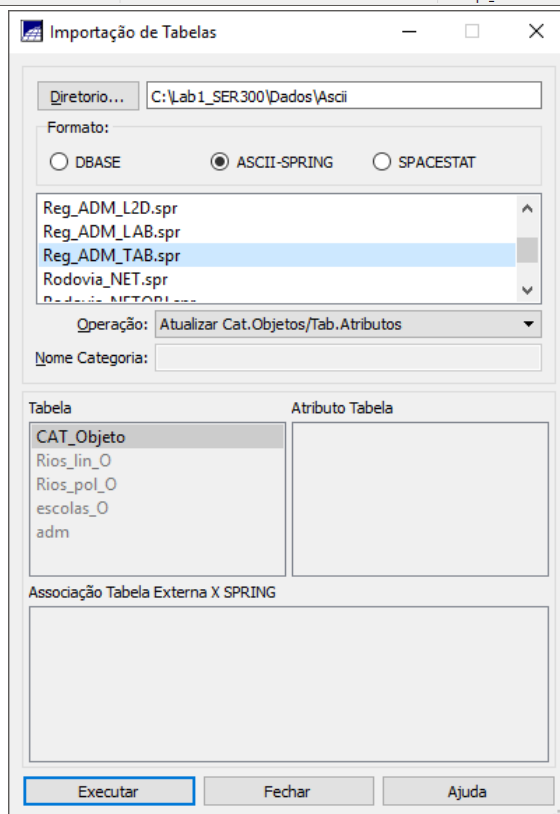 Importação de Tabelas
Diretorio... C:\Lab1_SER300\Dados\Ascii
Formato:
DBASE ASCII-SPRING SPACESTAT
Reg_ADM_L2D.spr
Reg_ADM_LAB.spr
Reg_ADM_TAB.spr
Rodovia_NET.spr
Rodovia_NETOBJ.spr
Operação: Atualizar Cat.Objetos/Tab.Atributos
Nome Categoria:
Tabela Atributo Tabela
CAT_Objeto
Rios_lin_O
Rios_pol_O
escolas_O
adm
Associação Tabela Externa X SPRING
Executar Fechar Ajuda